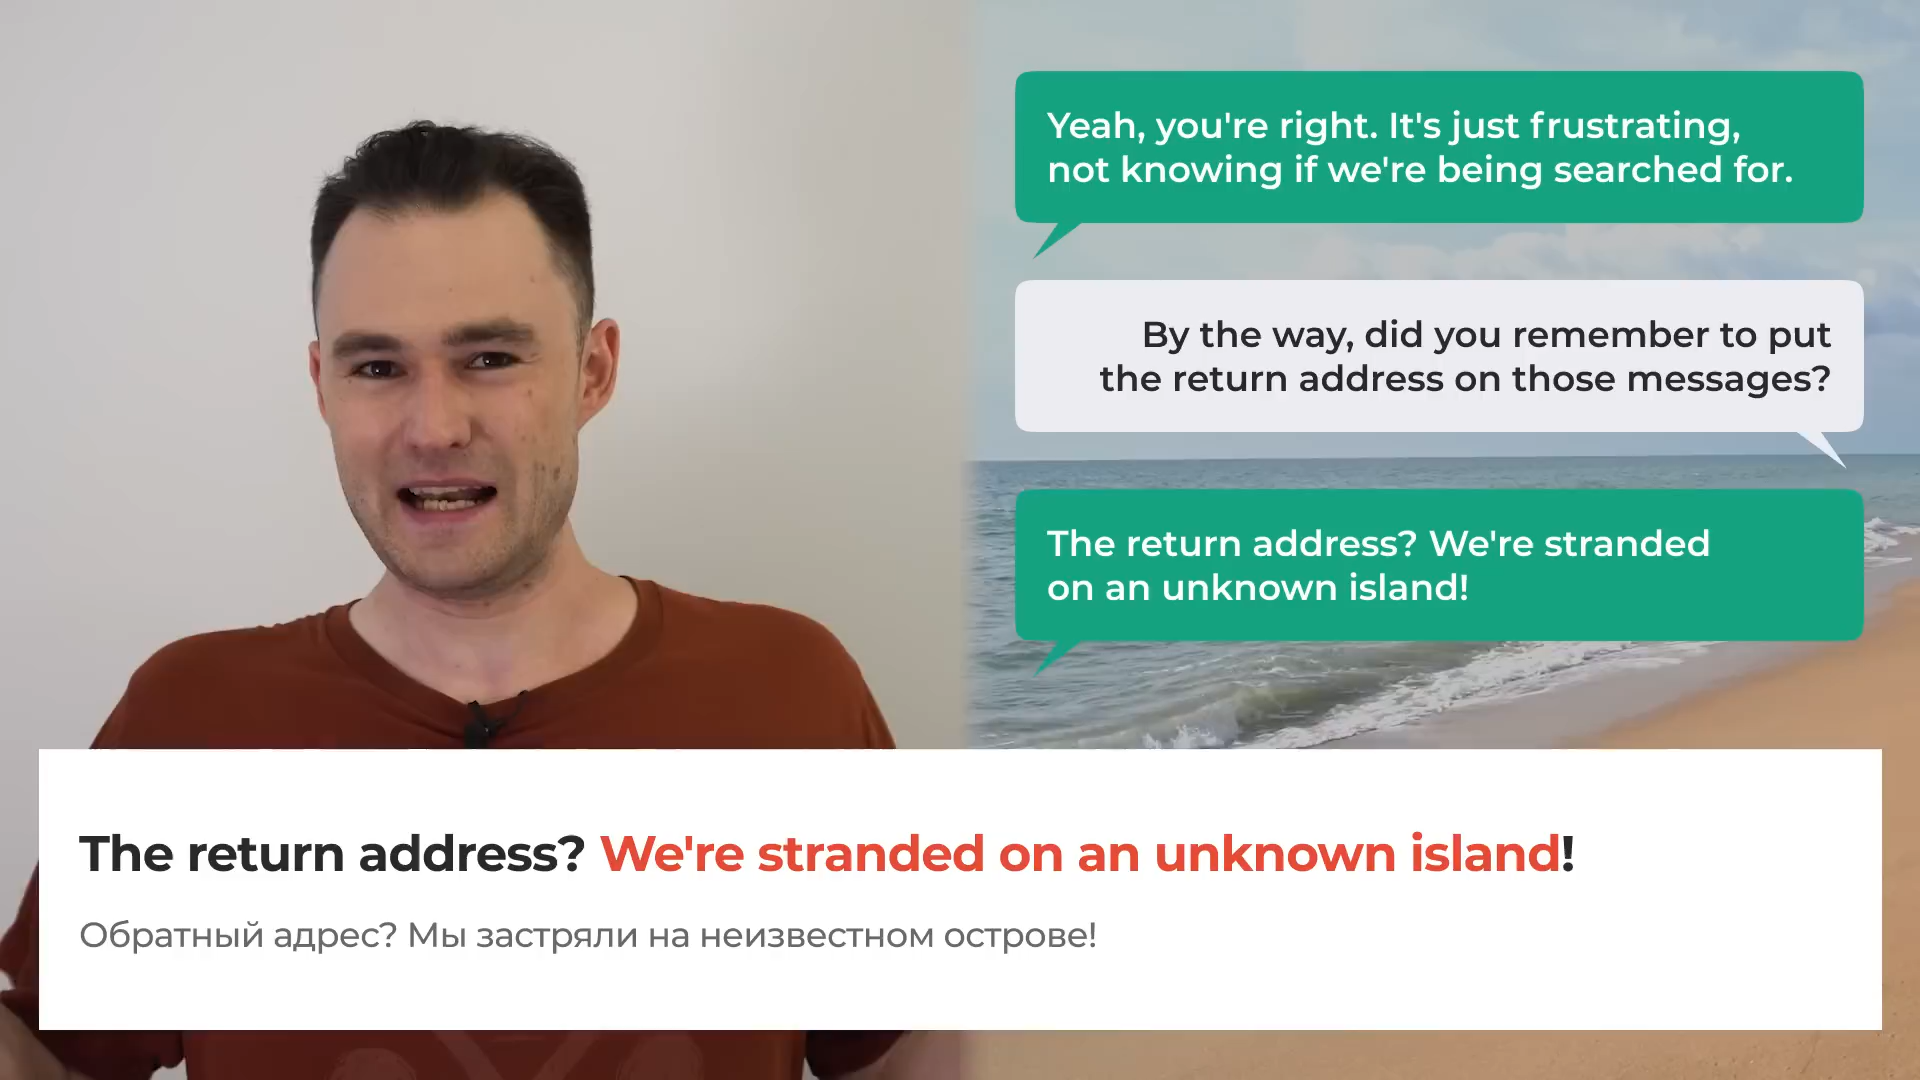 Yeah, you're right. It's just frustrating,
not knowing if we're being searched for.
By the way, did you remember to put
the return address on those messages?
The return address? We're stranded
on an unknown island!
The return address? We're stranded on an unknown island!
Обратный адрес? Мы застряли на неизвестном острове!